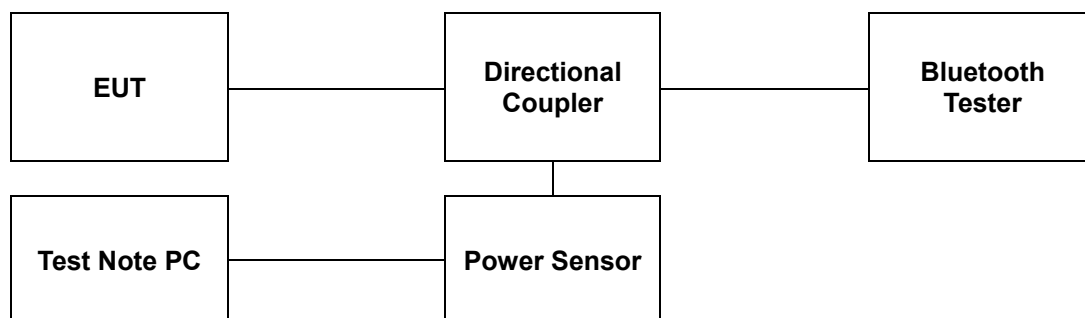 EUT
Directional
Coupler
Bluetooth
Tester
Test Note PC
Power Sensor